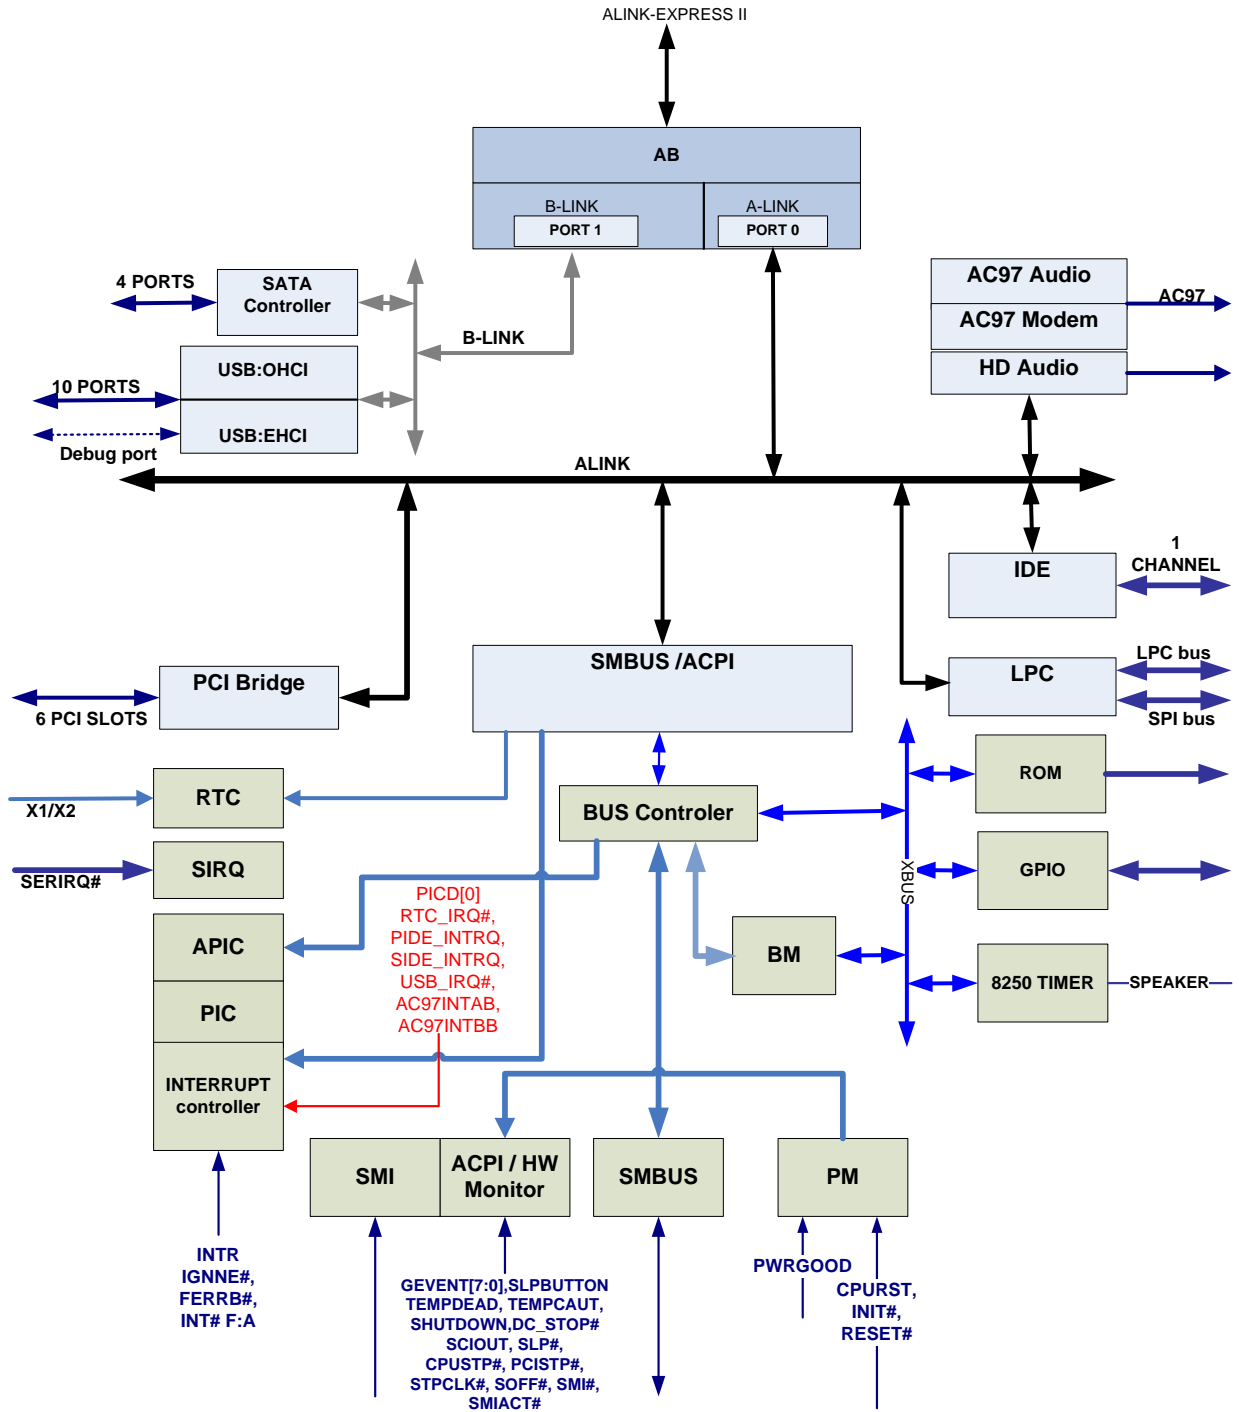 ALINK-EXPRESS II
AB
B-LINK
PORT 1
A-LINK
PORT 0
4 PORTS
SATA
Controller
B-LINK
10 PORTS
USB:OHCI
USB:EHCI
Debug port
AC97 Audio
AC97 Modem
HD Audio
AC97
ALINK
IDE
1
CHANNEL
PCI Bridge
6 PCI SLOTS
SMBUS /ACPI
LPC
LPC bus
SPI bus
RTC
X1/X2
SIRQ
SERIRQ#
BUS Controler
XBUS
ROM
GPIO
8250 TIMER
SPEAKER
BM
APIC
PIC
INTERRUPT
controller
PICD[0]
RTC_IRQ#,
PIDE_INTRQ,
SIDE_INTRQ,
USB_IRQ#,
AC97INTAB,
AC97INTBB
SMI
ACPI / HW
Monitor
SMBUS
PM
INTR
IGNNE#,
FERRB#,
INT# F:A
GEVENT[7:0],SLPBUTTON
TEMPDEAD, TEMPCAUT,
SHUTDOWN,DC_STOP#
SCIOUT, SLP#,
CPUSTP#, PCISTP#,
STPCLK#, SOFF#, SMI#,
SMIACT#
PWRGOOD
CPURST,
INIT#,
RESET#